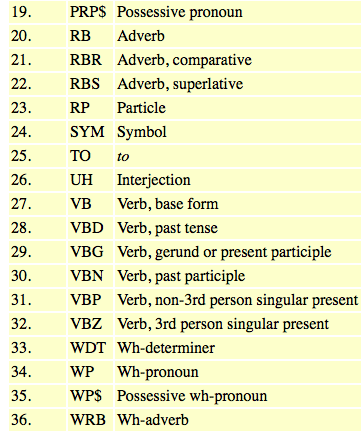 19. PRP$ Possessive pronoun
20. RB Adverb
21. RBR Adverb, comparative
22. RBS Adverb, superlative
23. RP Particle
24. SYM Symbol
25. TO to
26. UH Interjection
27. VB Verb, base form
28. VBD Verb, past tense
29. VBG Verb, gerund or present participle
30. VBN Verb, past participle
31. VBP Verb, non-3rd person singular present
32. VBZ Verb, 3rd person singular present
33. WDT Wh-determiner
34. WP Wh-pronoun
35. WP$ Possessive wh-pronoun
36. WRB Wh-adverb